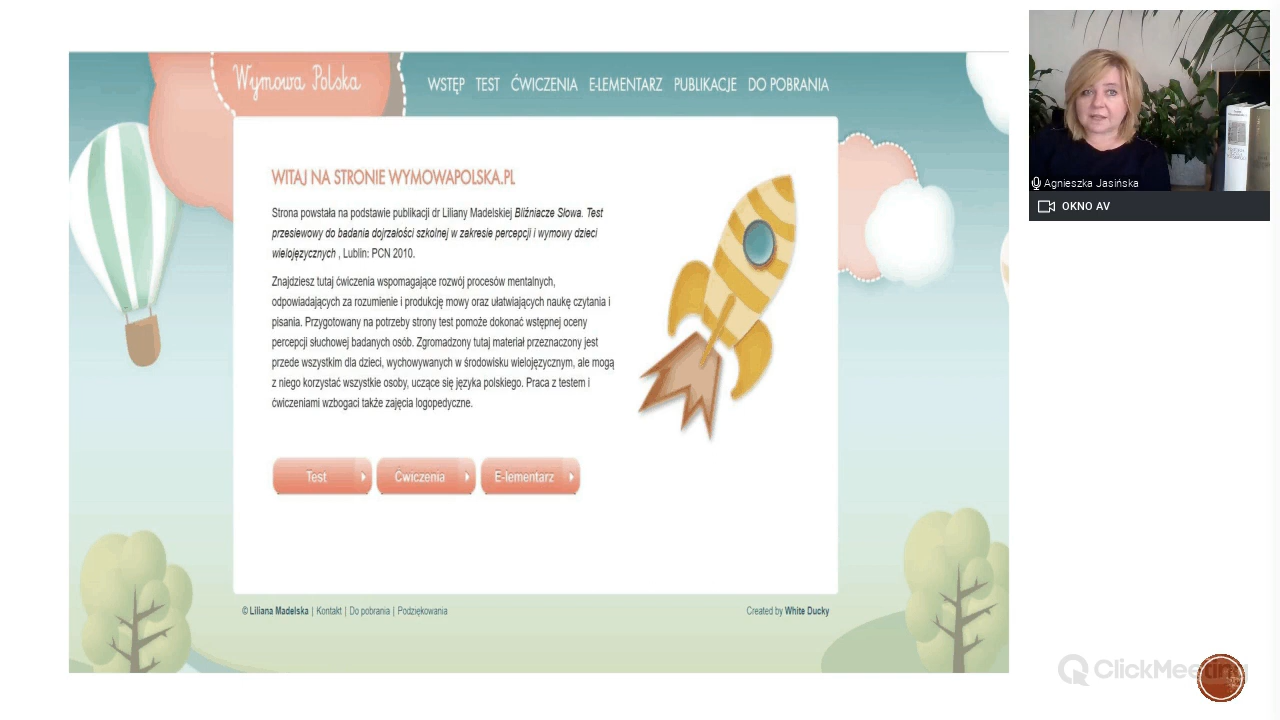 Wymowa Polska
WSTĘP TEST ĆWICZENIA E-LEMENTARZ PUBLIKACJE DO POBRANIA
WITAJ NA STRONIE WYMOWAPOLSKA.PL
Strona powstała na podstawie publikacji dr Liliany Madelskiej Bliźniacze Słowa. Test
przesiewowy do badania dojrzałości szkolnej w zakresie percepcji i wymowy dzieci
wielojęzycznych , Lublin: PCN 2010.
Znajdziesz tutaj ćwiczenia wspomagające rozwój procesów mentalnych,
odpowiadających za rozumienie i produkcję mowy oraz ułatwiających naukę czytania i
pisania. Przygotowany na potrzeby strony test pomoże dokonać wstępnej oceny
percepcji słuchowej badanych osób. Zgromadzony tutaj materiał przeznaczony jest
przede wszystkim dla dzieci, wychowywanych w środowisku wielojęzycznym, ale mogą
z niego korzystać wszystkie osoby, uczące się języka polskiego. Praca z testem i
ćwiczeniami wzbogaci także zajęcia logopedyczne.
Test
Ćwiczenia
E-lementarz
© Liliana Madelska | Kontakt | Do pobrania | Podziękowania
Created by White Ducky
Agnieszka Jasińska
OKNO AV
ClickMeeting